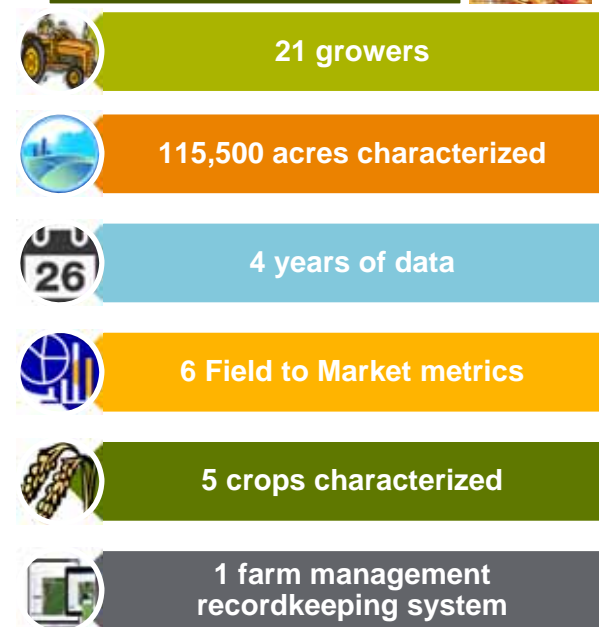 21 growers
115,500 acres characterized
26
4 years of data
6 Field to Market metrics
5 crops characterized
1 farm management
recordkeeping system